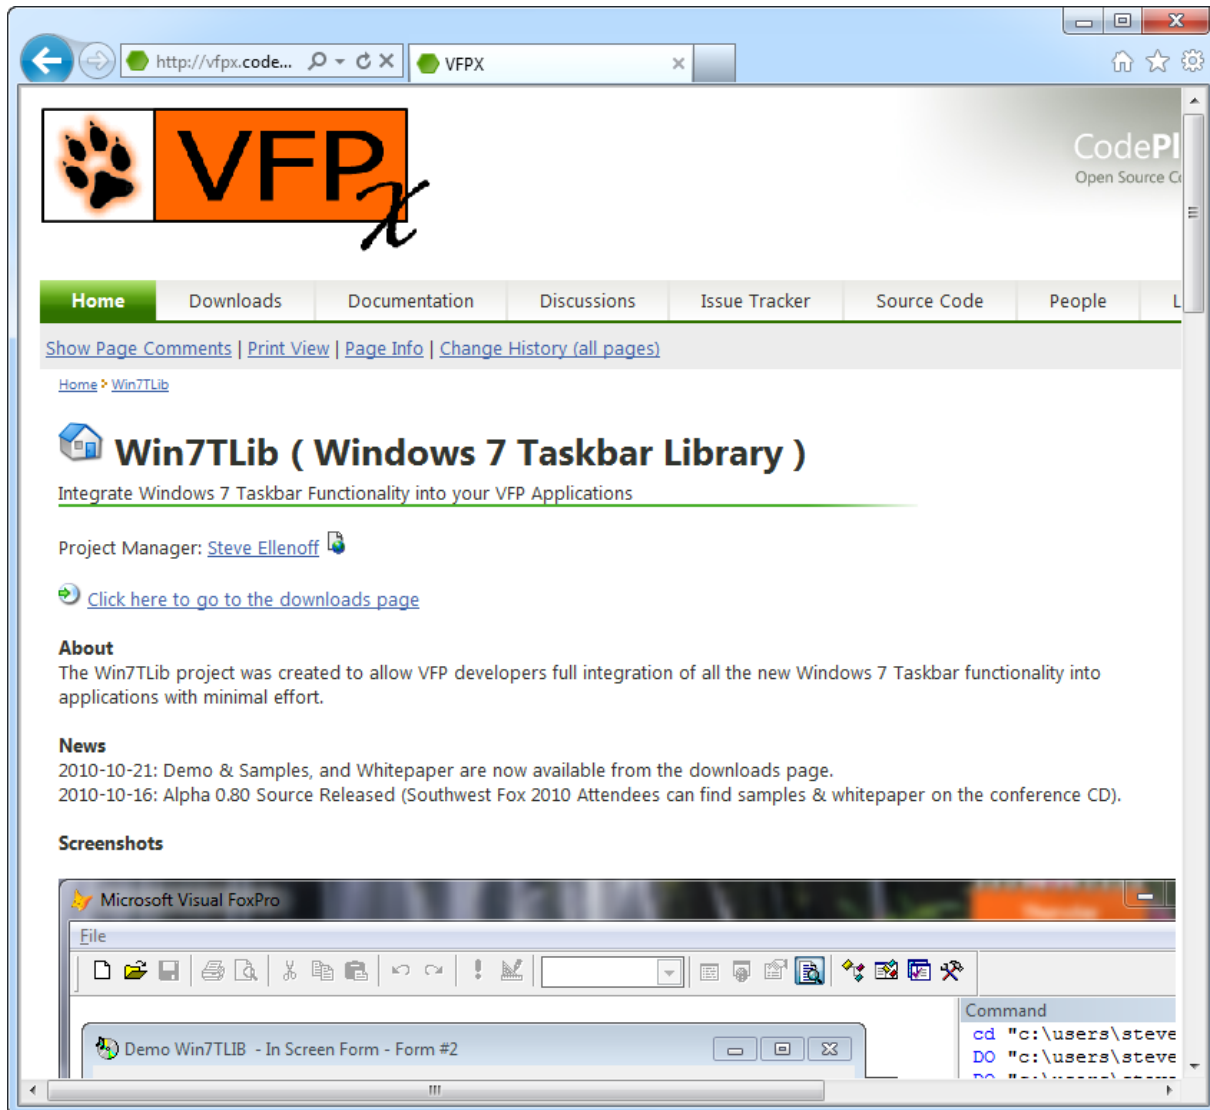 http://vfpx.code...
VFPX
VFPx
CodePl
Open Source Co
Home Downloads Documentation Discussions Issue Tracker Source Code People L
Show Page Comments | Print View | Page Info | Change History (all pages)
Home Win7TLib
Win7TLib ( Windows 7 Taskbar Library )
Integrate Windows 7 Taskbar Functionality into your VFP Applications
Project Manager: Steve Ellenoff
Click here to go to the downloads page
About
The Win7TLib project was created to allow VFP developers full integration of all the new Windows 7 Taskbar functionality into
applications with minimal effort.
News
2010-10-21: Demo & Samples, and Whitepaper are now available from the downloads page.
2010-10-16: Alpha 0.80 Source Released (Southwest Fox 2010 Attendees can find samples & whitepaper on the conference CD).
Screenshots
Microsoft Visual FoxPro
File
Command
cd "c:\users\steve
Demo Win7TLIB - In Screen Form - Form #2
DO "c:\users\steve